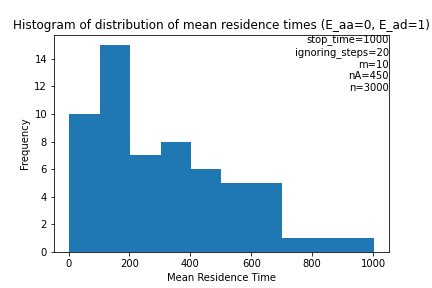 Histogram of distribution of mean residence times (E_aa=0, E_ad=1)
stop_time=1000
ignoring_steps=20
m=10
nA=450
n=3000
14
12
10
8
6
4
2
0
Frequency
0 200 400 600 800 1000
Mean Residence Time